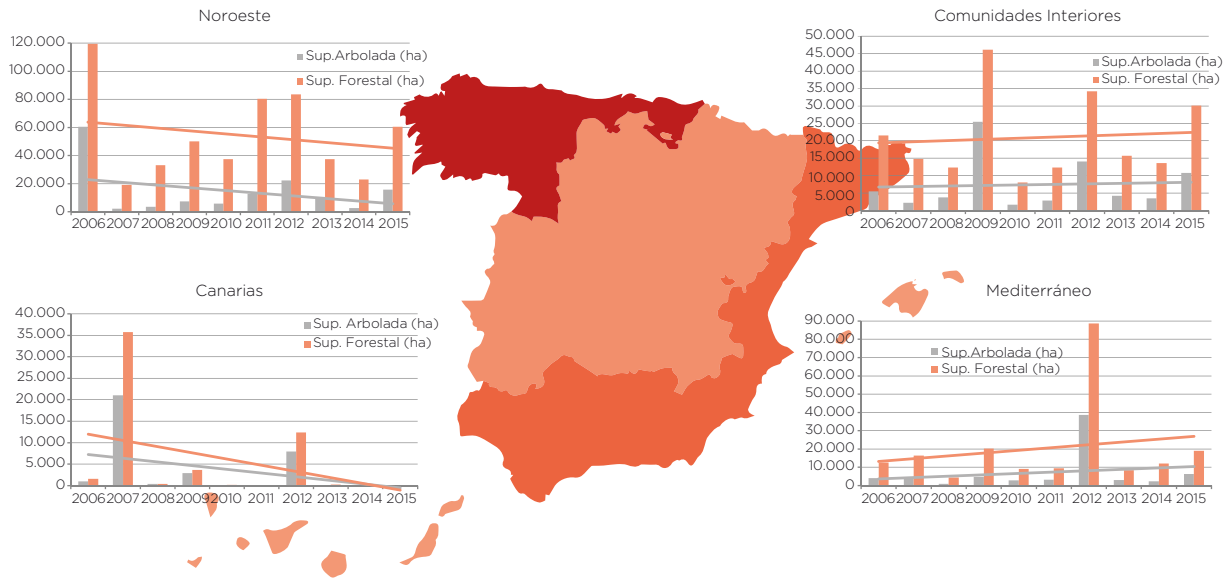 Noroeste
120.000
100.000
80.000
60.000
40.000
20.000
0
Sup.Arbolada (ha)
Sup. Forestal (ha)
2006 2007 2008 2009 2010 2011 2012 2013 2014 2015
Comunidades Interiores
50.000
45.000
40.000
35.000
30.000
25.000
20.000
15.000
10.000
5.000
0
Sup.Arbolada (ha)
Sup. Forestal (ha)
2006 2007 2008 2009 2010 2011 2012 2013 2014 2015
Canarias
40.000
35.000
30.000
25.000
20.000
15.000
10.000
5.000
0
Sup. Arbolada (ha)
Sup. Forestal (ha)
2006 2007 2008 2009 2010 2011 2012 2013 2014 2015
Mediterráneo
90.000
80.000
70.000
60.000
50.000
40.000
30.000
20.000
10.000
0
Sup.Arbolada (ha)
Sup. Forestal (ha)
2006 2007 2008 2009 2010 2011 2012 2013 2014 2015